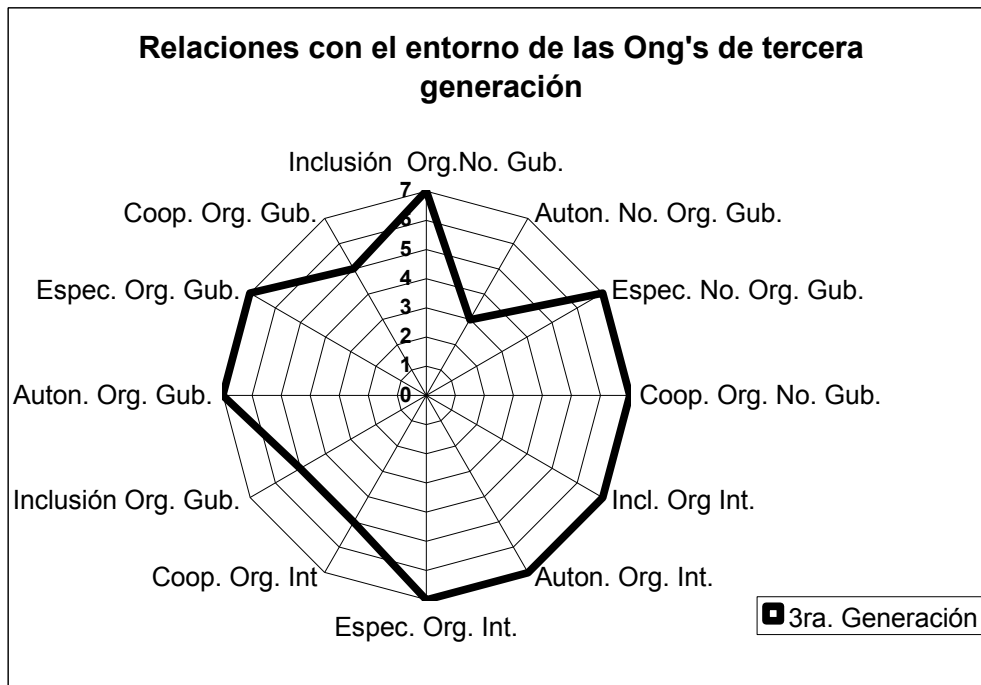 Relaciones con el entorno de las Ong's de tercera
generación
Inclusión Org.No. Gub.
Coop. Org. Gub.
Auton. No. Org. Gub.
Espec. Org. Gub.
Espec. No. Org. Gub.
Auton. Org. Gub.
Coop. Org. No. Gub.
Inclusión Org. Gub.
Incl. Org Int.
Coop. Org. Int
Auton. Org. Int.
Espec. Org. Int.
7
6
5
4
3
2
1
0
3ra. Generación